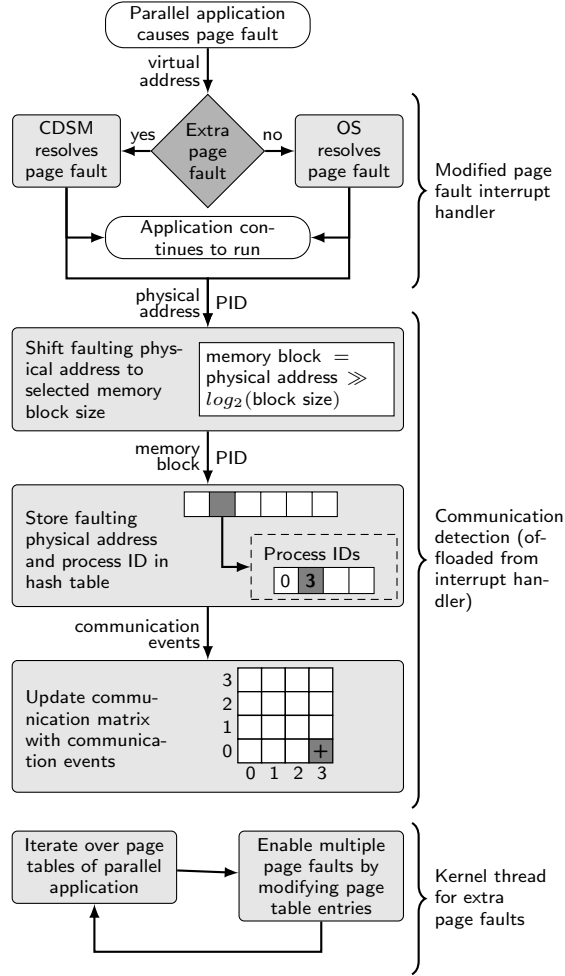 Parallel application
causes page fault
virtual
address
CDSM
resolves
page fault
yes
Extra
page
fault
no
OS
resolves
page fault
Application con-
tinues to run
Modified page
fault interrupt
handler
physical
address
PID
Shift faulting phys-
ical address to
selected memory
block size
memory block =
physical address ≫
log₂(block size)
memory
block
PID
Store faulting
physical address
and process ID in
hash table
Process IDs
0 3
Communication
detection (of-
floaded from
interrupt han-
dler)
communication
events
Update commu-
nication matrix
with communica-
tion events
3
2
1
0
+
0 1 2 3
Iterate over page
tables of parallel
application
Enable multiple
page faults by
modifying page
table entries
Kernel thread
for extra
page faults